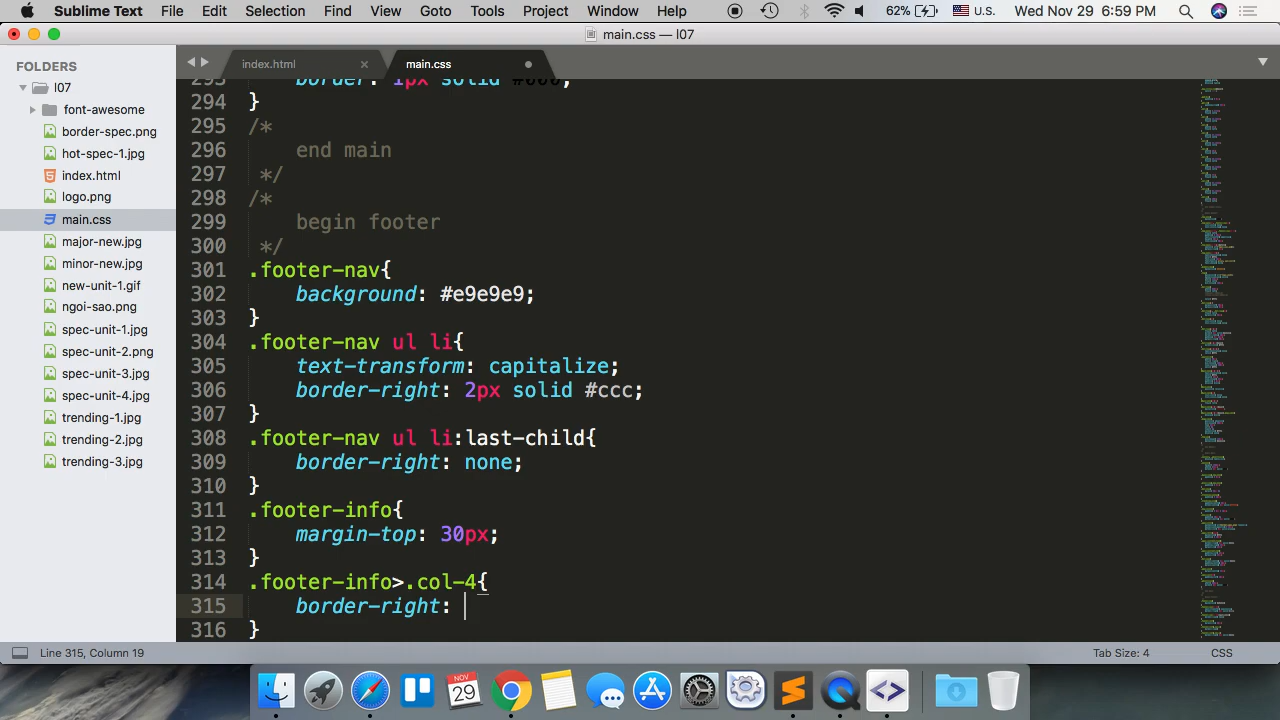 Sublime Text File Edit Selection Find View Goto Tools Project Window Help 62% U.S. Wed Nov 29 6:59 PM
main.css — l07
FOLDERS
l07
font-awesome
border-spec.png
hot-spec-1.jpg
index.html
logo.png
main.css
major-new.jpg
minor-new.jpg
new-unit-1.gif
ngoi-sao.png
spec-unit-1.jpg
spec-unit-2.png
spec-unit-3.jpg
spec-unit-4.jpg
trending-1.jpg
trending-2.jpg
trending-3.jpg
index.html × main.css
293 border: 1px solid #000;
294 }
295 /*
296 end main
297 */
298 /*
299 begin footer
300 */
301 .footer-nav{
302 background: #e9e9e9;
303 }
304 .footer-nav ul li{
305 text-transform: capitalize;
306 border-right: 2px solid #ccc;
307 }
308 .footer-nav ul li:last-child{
309 border-right: none;
310 }
311 .footer-info{
312 margin-top: 30px;
313 }
314 .footer-info>.col-4{
315 border-right:
316 }
Line 315, Column 19 Tab Size: 4 CSS
NOV
29